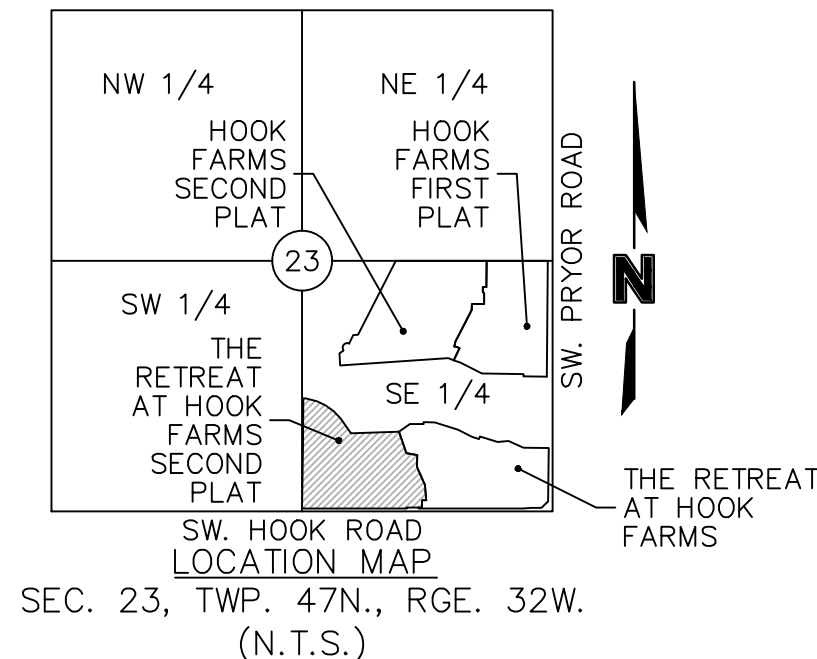 NW 1/4
NE 1/4
HOOK
FARMS
SECOND
PLAT
HOOK
FARMS
FIRST
PLAT
SW. PRYOR ROAD
N
23
SW 1/4
THE
RETREAT
AT HOOK
FARMS
SECOND
PLAT
SE 1/4
THE RETREAT
AT HOOK
FARMS
SW. HOOK ROAD
LOCATION MAP
SEC. 23, TWP. 47N., RGE. 32W.
(N.T.S.)